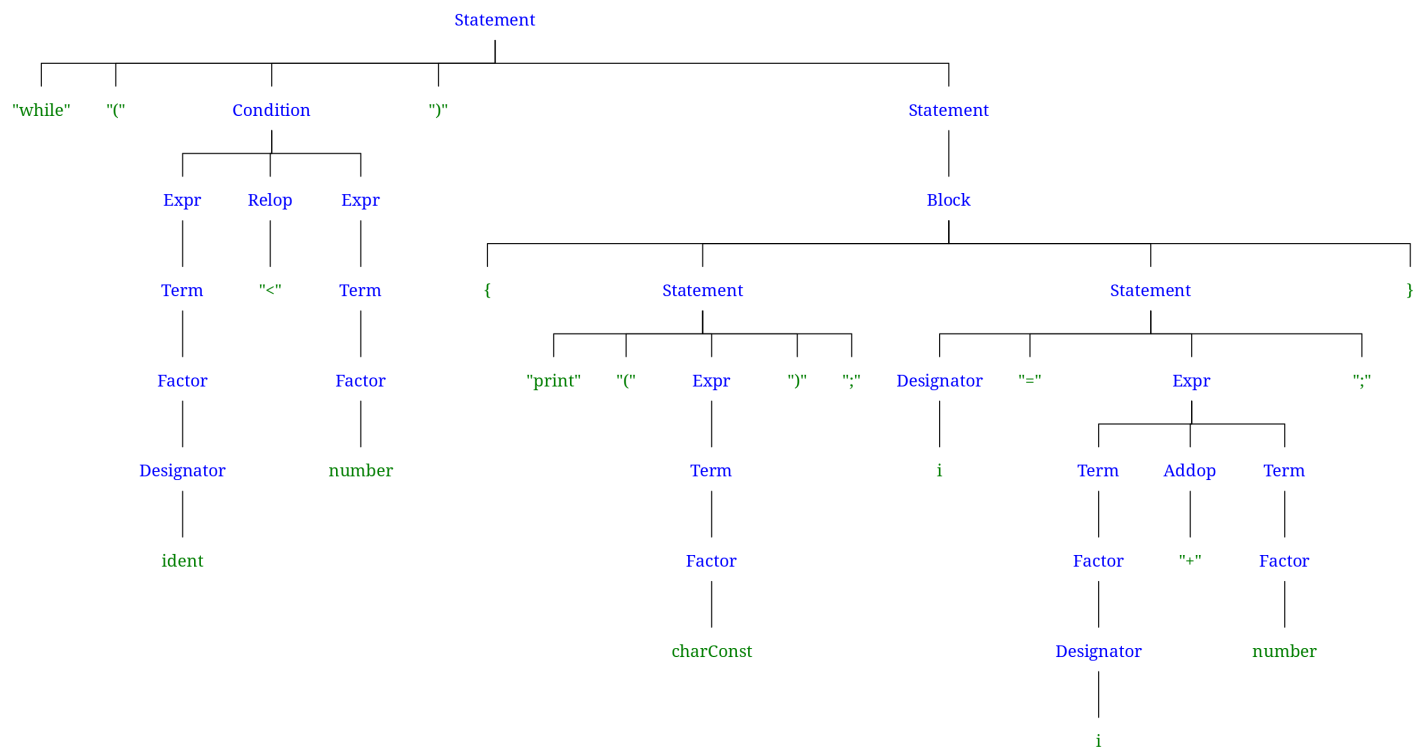 Statement
"while" "(" Condition ")" Statement
Expr Relop Expr Block
Term "<" Term { Statement Statement }
Factor Factor "print" "(" Expr ")" ";" Designator "=" Expr ";"
Designator number Term i Term Addop Term
ident Factor Factor "+" Factor
charConst Designator number
i